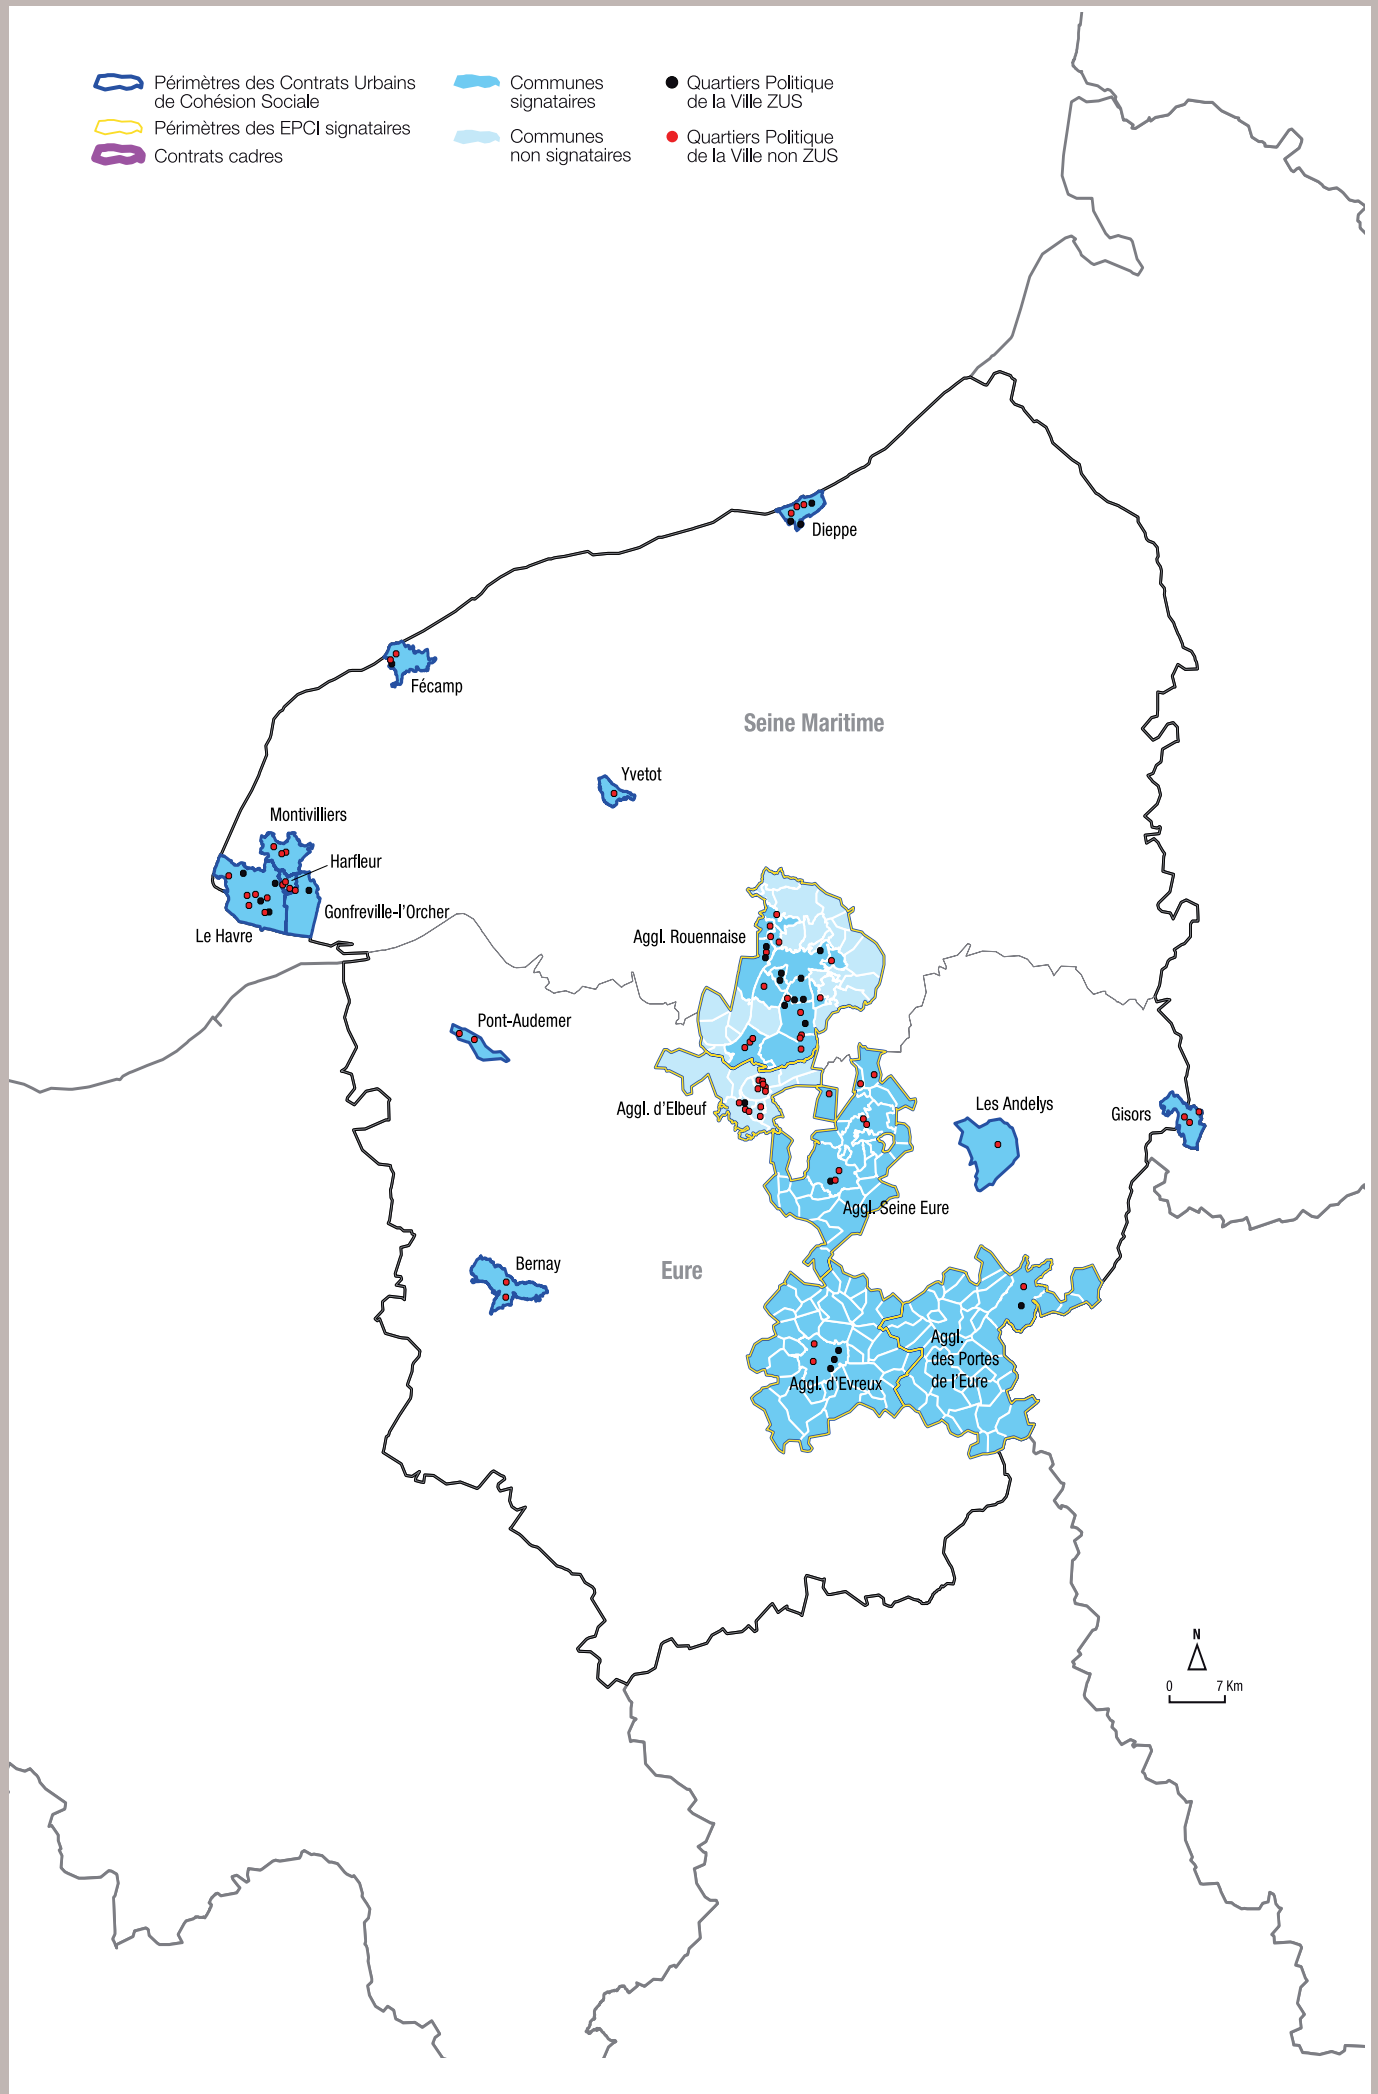 Périmètres des Contrats Urbains
de Cohésion Sociale
Périmètres des EPCI signataires
Contrats cadres
Communes
signataires
Communes
non signataires
Quartiers Politique
de la Ville ZUS
Quartiers Politique
de la Ville non ZUS
Dieppe
Fécamp
Seine Maritime
Yvetot
Montivilliers
Harfleur
Gonfreville-l'Orcher
Le Havre
Aggl. Rouennaise
Pont-Audemer
Aggl. d'Elbeuf
Les Andelys
Gisors
Aggl. Seine Eure
Bernay
Eure
Aggl.
des Portes
de l'Eure
Aggl. d'Evreux
N
0 7 Km